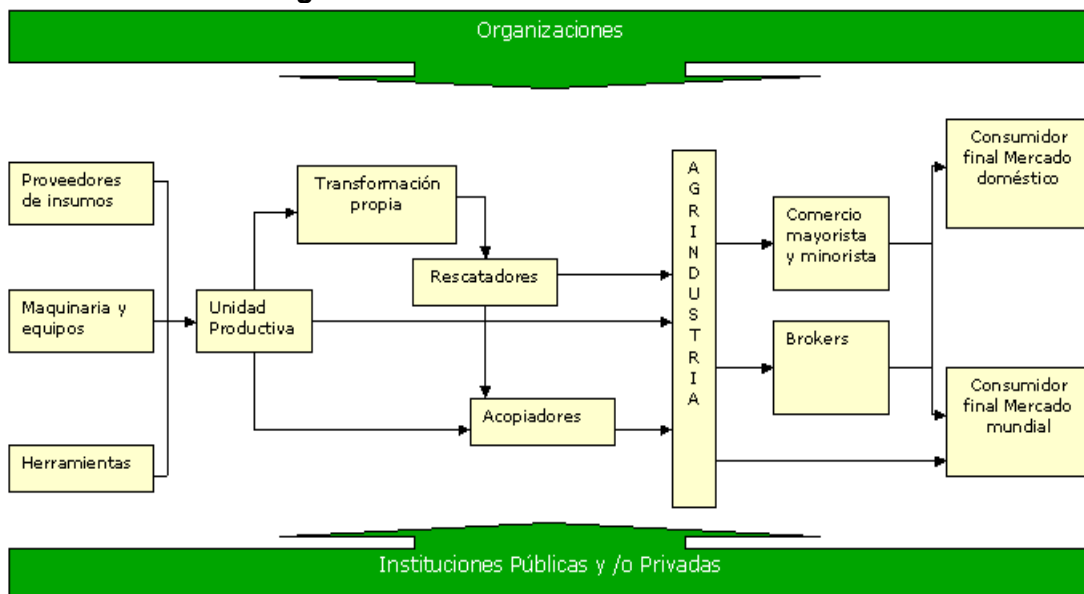 Organizaciones
Proveedores
de insumos
Maquinaria y
equipos
Herramientas
Unidad
Productiva
Transformación
propia
Rescatadores
Acopiadores
AGRINDUSTRIA
Comercio
mayorista
y minorista
Brokers
Consumidor
final Mercado
doméstico
Consumidor
final Mercado
mundial
Instituciones Públicas y /o Privadas